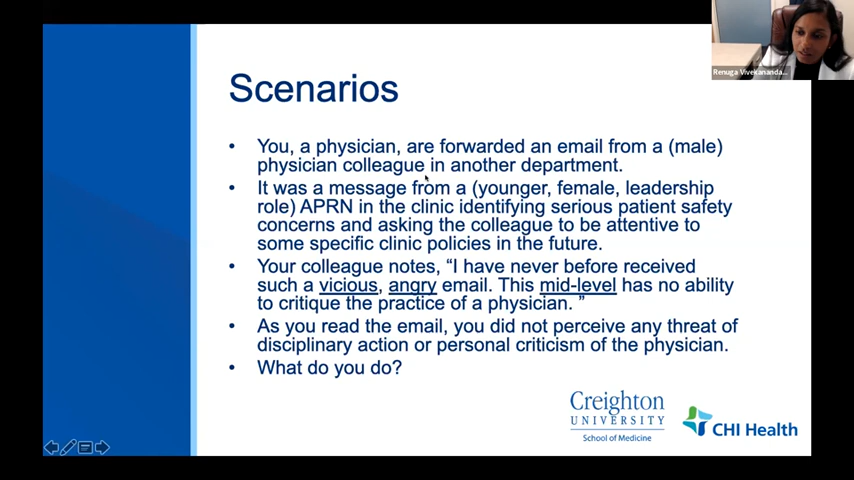 Renuga Vivekananda...
Scenarios
• You, a physician, are forwarded an email from a (male)
physician colleague in another department.
• It was a message from a (younger, female, leadership
role) APRN in the clinic identifying serious patient safety
concerns and asking the colleague to be attentive to
some specific clinic policies in the future.
• Your colleague notes, “I have never before received
such a vicious, angry email. This mid-level has no ability
to critique the practice of a physician. ”
• As you read the email, you did not perceive any threat of
disciplinary action or personal criticism of the physician.
• What do you do?
Creighton
UNIVERSITY
School of Medicine
CHI Health